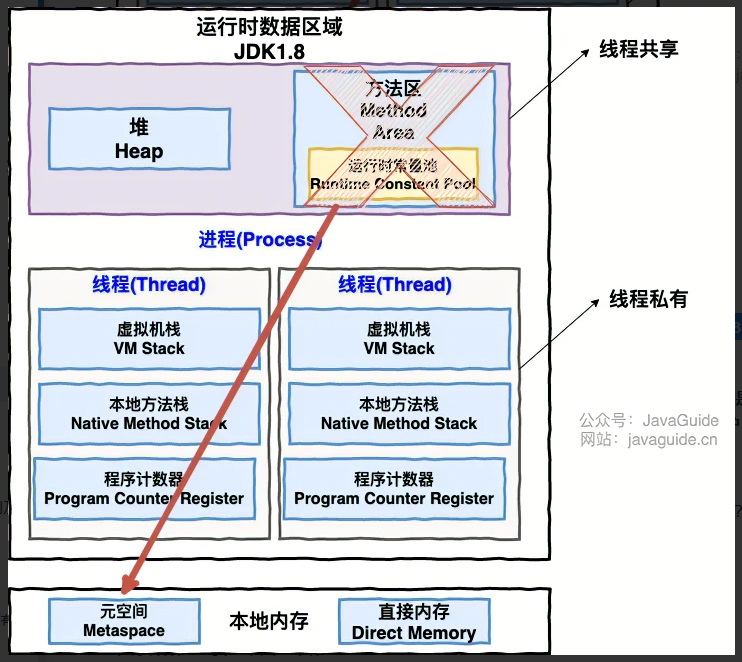 运行时数据区域
JDK1.8
线程共享
堆
Heap
方法区
Method
Area
运行时常量池
Runtime Constant Pool
进程(Process)
线程(Thread)
虚拟机栈
VM Stack
本地方法栈
Native Method Stack
程序计数器
Program Counter Register
线程(Thread)
虚拟机栈
VM Stack
本地方法栈
Native Method Stack
程序计数器
Program Counter Register
线程私有
公众号：JavaGuide
网站：javaguide.cn
元空间
Metaspace
本地内存
直接内存
Direct Memory